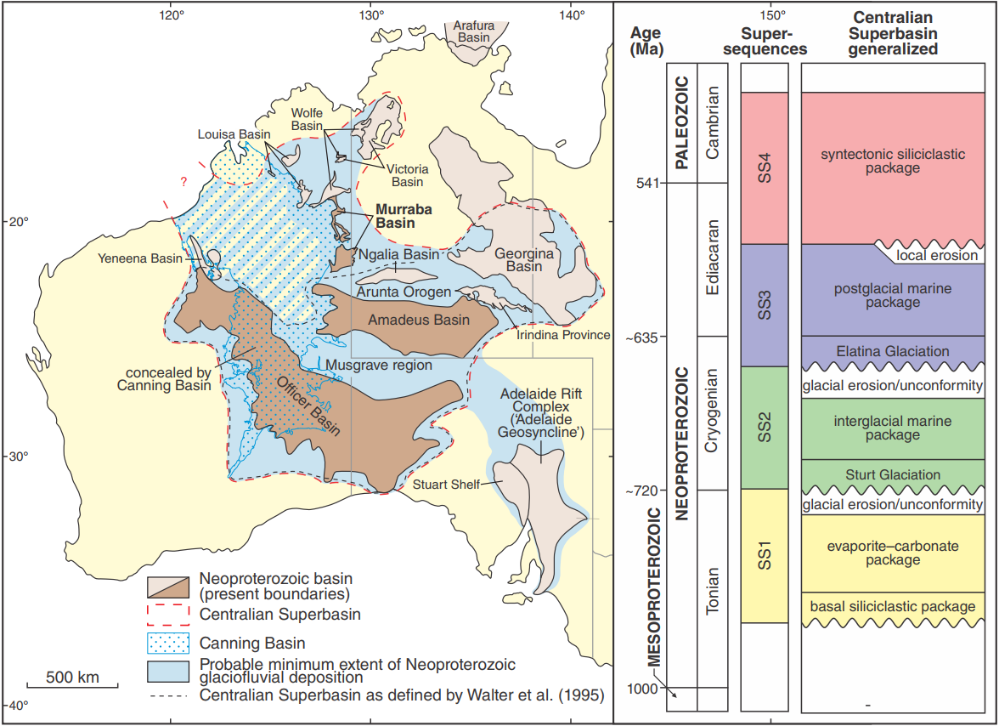 120°
130°
140°
150°
Arafura
Basin
Wolfe
Basin
Louisa Basin
Victoria
Basin
?
Murraba
Basin
20°
Yeneena Basin
Ngalia Basin
Georgina
Basin
Arunta Orogen
Amadeus Basin
Irindina Province
Musgrave region
concealed by
Canning Basin
Officer Basin
Adelaide Rift
Complex
(‘Adelaide
Geosyncline’)
30°
Stuart Shelf
Neoproterozoic basin
(present boundaries)
Centralian Superbasin
Canning Basin
Probable minimum extent of Neoproterozoic
glaciofluvial deposition
Centralian Superbasin as defined by Walter et al. (1995)
500 km
40°
Age
(Ma)
Super-
sequences
Centralian
Superbasin
generalized
PALEOZOIC
Cambrian
541
NEOPROTEROZOIC
Ediacaran
~635
Cryogenian
~720
MESOPROTEROZOIC
Tonian
1000
SS4
SS3
SS2
SS1
syntectonic siliciclastic
package
local erosion
postglacial marine
package
Elatina Glaciation
glacial erosion/unconformity
interglacial marine
package
Sturt Glaciation
glacial erosion/unconformity
evaporite–carbonate
package
basal siliciclastic package